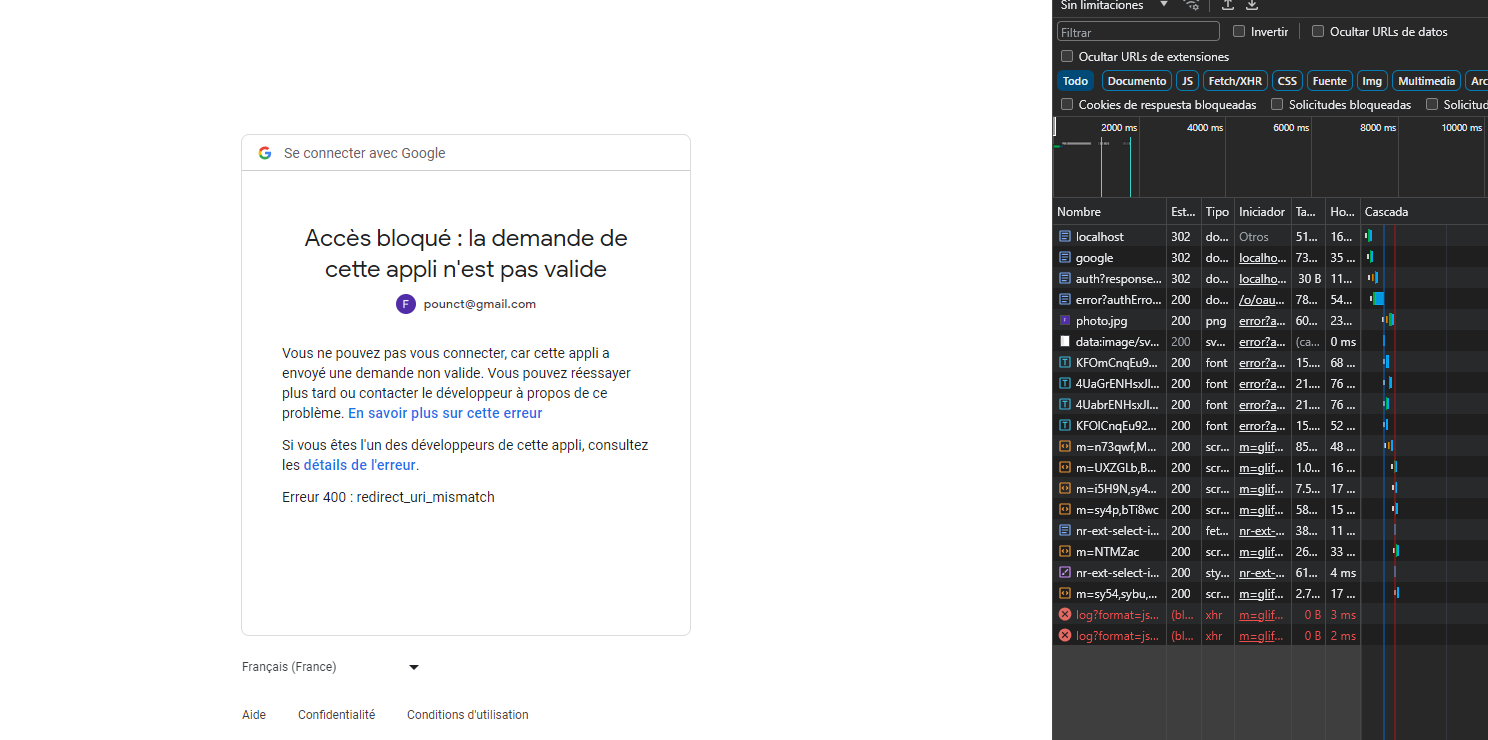 Se connecter avec Google
Accès bloqué : la demande de
cette appli n'est pas valide
F
pounct@gmail.com
Vous ne pouvez pas vous connecter, car cette appli a
envoyé une demande non valide. Vous pouvez réessayer
plus tard ou contacter le développeur à propos de ce
problème. En savoir plus sur cette erreur
Si vous êtes l'un des développeurs de cette appli, consultez
les détails de l'erreur.
Erreur 400 : redirect_uri_mismatch
Français (France)
Aide Confidentialité Conditions d'utilisation
Sin limitaciones
Filtrar Invertir Ocultar URLs de datos
Ocultar URLs de extensiones
Todo Documento JS Fetch/XHR CSS Fuente Img Multimedia Arc
Cookies de respuesta bloqueadas Solicitudes bloqueadas Solicitud
2000 ms 4000 ms 6000 ms 8000 ms 10000 ms
Nombre Est... Tipo Iniciador Ta... Ho... Cascada
localhost 302 do... Otros 51... 16...
google 302 do... localho... 73... 35 ...
auth?response... 302 do... localho... 30 B 11...
error?authErro... 200 do... /o/oau... 78... 54...
photo.jpg 200 png error?a... 60... 23...
data:image/sv... 200 sv... error?a... (ca... 0 ms
KFOmCnqEu9... 200 font error?a... 15.... 68 ...
4UaGrENHsxJl... 200 font error?a... 21.... 76 ...
4UabrENHsxJl... 200 font error?a... 21.... 76 ...
KFOlCnqEu92... 200 font error?a... 15.... 52 ...
m=n73qwf,M... 200 scr... m=glif... 85... 48 ...
m=UXZGLb,B... 200 scr... m=glif... 1.0... 16 ...
m=i5H9N,sy4... 200 scr... m=glif... 7.5... 17 ...
m=sy4p,bTi8wc 200 scr... m=glif... 58... 15 ...
nr-ext-select-i... 200 fet... nr-ext-... 38... 11 ...
m=NTMZac 200 scr... m=glif... 26... 33 ...
nr-ext-select-i... 200 sty... nr-ext-... 61... 4 ms
m=sy54,sybu,... 200 scr... m=glif... 2.7... 17 ...
log?format=js... (bl... xhr m=glif... 0 B 3 ms
log?format=js... (bl... xhr m=glif... 0 B 2 ms